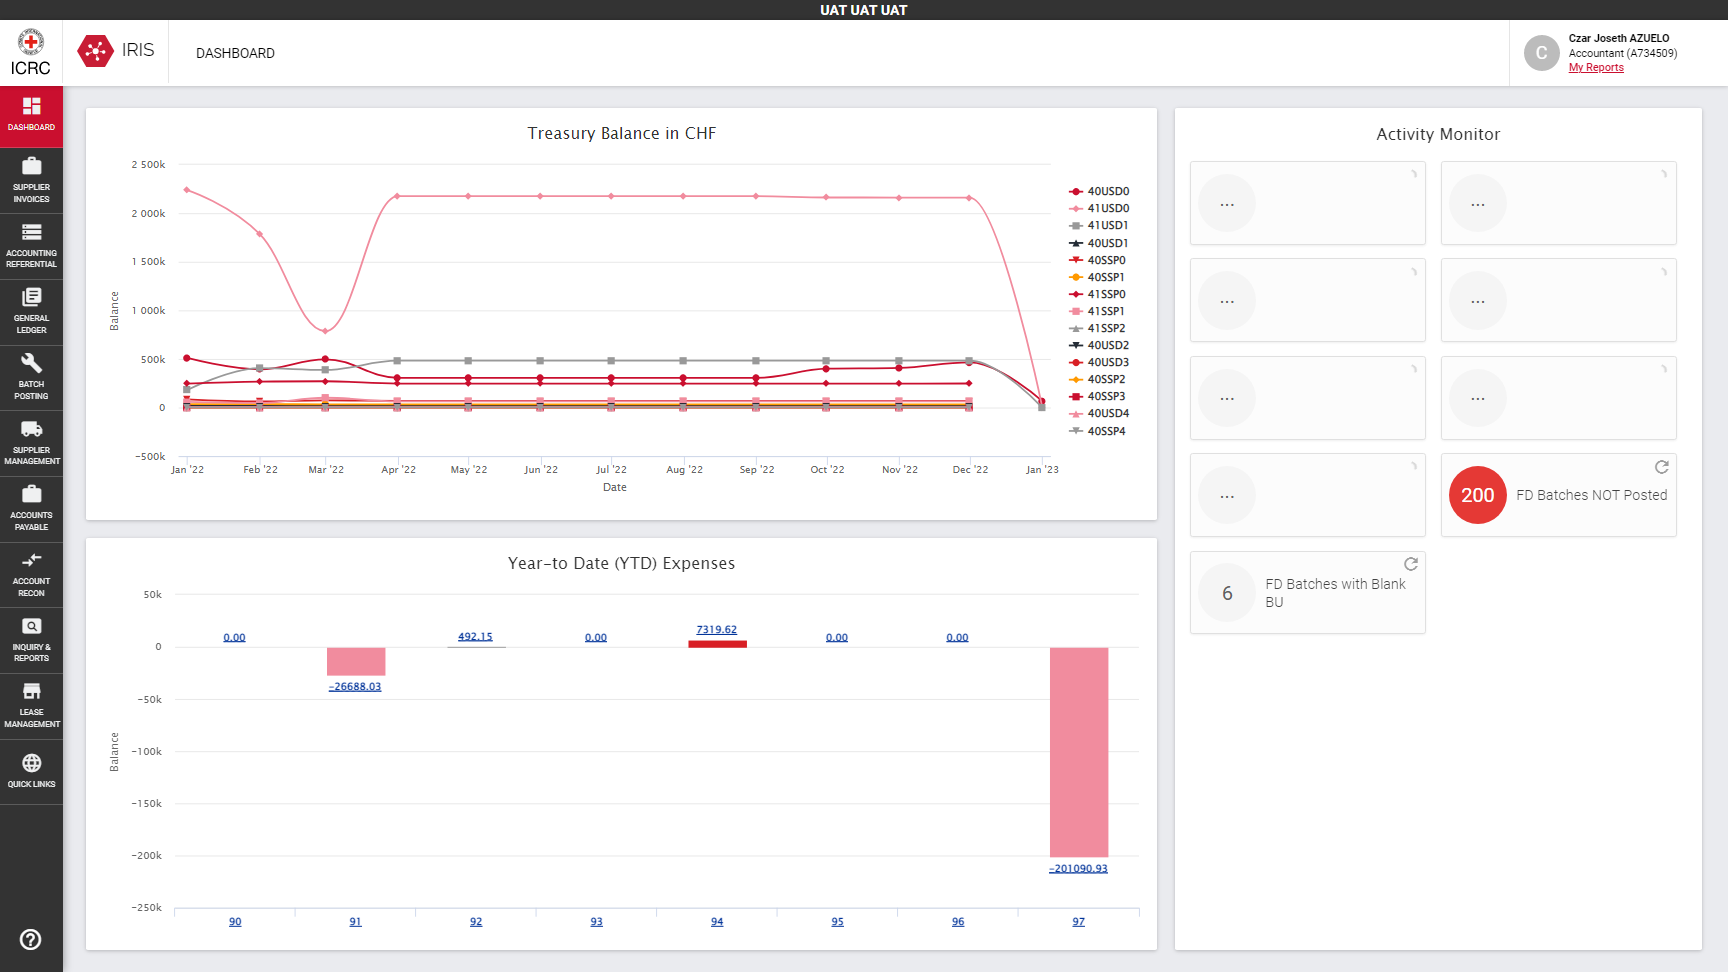 UAT UAT UAT
ICRC
IRIS
DASHBOARD
C
Czar Joseth AZUELO
Accountant (A734509)
My Reports
DASHBOARD
SUPPLIER
INVOICES
ACCOUNTING
REFERENTIAL
GENERAL
LEDGER
BATCH
POSTING
SUPPLIER
MANAGEMENT
ACCOUNTS
PAYABLE
ACCOUNT
RECON
INQUIRY &
REPORTS
LEASE
MANAGEMENT
QUICK LINKS
Treasury Balance in CHF
2 500k
2 000k
1 500k
1 000k
500k
0
-500k
Balance
Jan '22
Feb '22
Mar '22
Apr '22
May '22
Jun '22
Jul '22
Aug '22
Sep '22
Oct '22
Nov '22
Dec '22
Jan '23
Date
40USD0
41USD0
41USD1
40USD1
40SSP0
40SSP1
41SSP0
41SSP1
41SSP2
40USD2
40USD3
40SSP2
40SSP3
40USD4
40SSP4
Year-to Date (YTD) Expenses
50k
0
-50k
-100k
-150k
-200k
-250k
Balance
0.00
-26688.03
492.15
0.00
7319.62
0.00
0.00
-201090.93
90
91
92
93
94
95
96
97
Activity Monitor
...
...
...
...
...
...
...
200
FD Batches NOT Posted
6
FD Batches with Blank
BU